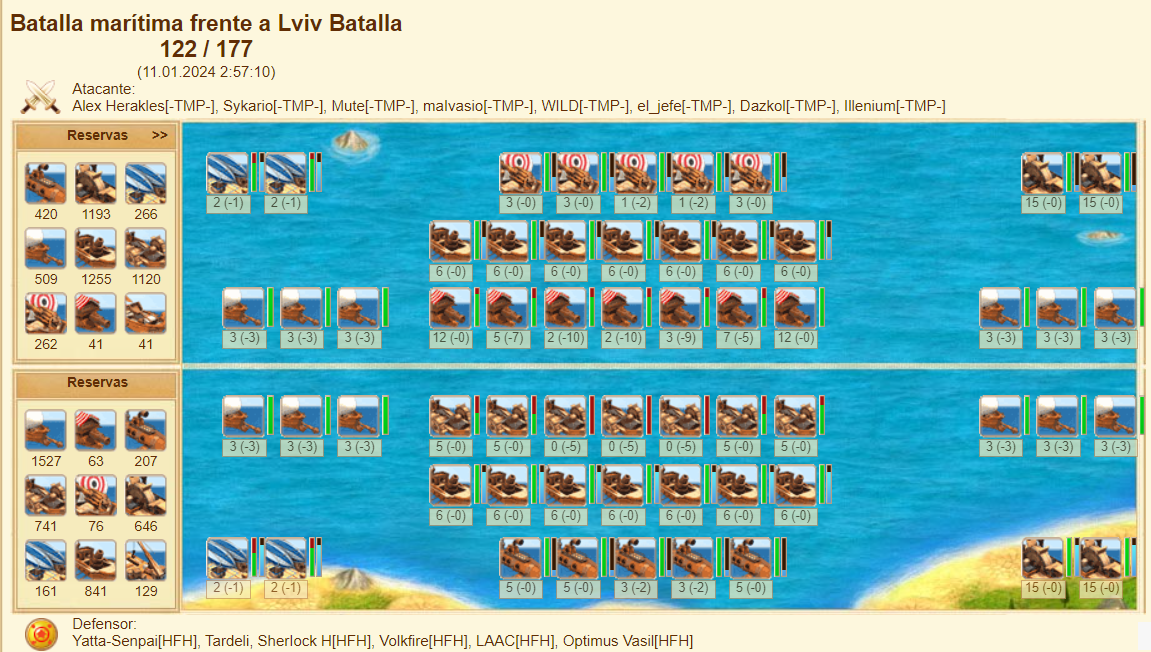 Batalla marítima frente a Lviv Batalla
122 / 177
(11.01.2024 2:57:10)
Atacante:
Alex Herakles[-TMP-], Sykario[-TMP-], Mute[-TMP-], malvasio[-TMP-], WILD[-TMP-], el_jefe[-TMP-], Dazkol[-TMP-], Illenium[-TMP-]
Reservas >>
420 1193 266
509 1255 1120
262 41 41
2 (-1) 2 (-1) 3 (-0) 3 (-0) 1 (-2) 1 (-2) 3 (-0) 15 (-0) 15 (-0)
6 (-0) 6 (-0) 6 (-0) 6 (-0) 6 (-0) 6 (-0) 6 (-0)
3 (-3) 3 (-3) 3 (-3) 12 (-0) 5 (-7) 2 (-10) 2 (-10) 3 (-9) 7 (-5) 12 (-0) 3 (-3) 3 (-3) 3 (-3)
Reservas
1527 63 207
741 76 646
161 841 129
3 (-3) 3 (-3) 3 (-3) 5 (-0) 5 (-0) 0 (-5) 0 (-5) 0 (-5) 5 (-0) 5 (-0) 3 (-3) 3 (-3) 3 (-3)
6 (-0) 6 (-0) 6 (-0) 6 (-0) 6 (-0) 6 (-0) 6 (-0)
2 (-1) 2 (-1) 5 (-0) 5 (-0) 3 (-2) 3 (-2) 5 (-0) 15 (-0) 15 (-0)
Defensor:
Yatta-Senpai[HFH], Tardeli, Sherlock H[HFH], Volkfire[HFH], LAAC[HFH], Optimus Vasil[HFH]